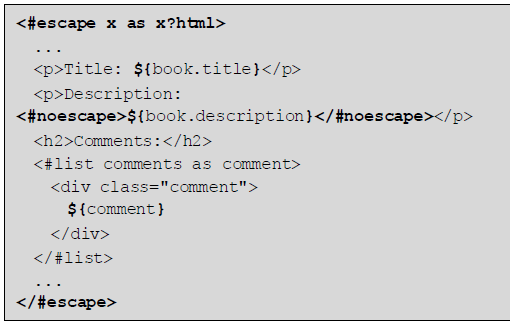 <#escape x as x?html>
...
<p>Title: ${book.title}</p>
<p>Description:
<#noescape>${book.description}</#noescape></p>
<h2>Comments:</h2>
<#list comments as comment>
<div class="comment">
${comment}
</div>
</#list>
...
</#escape>